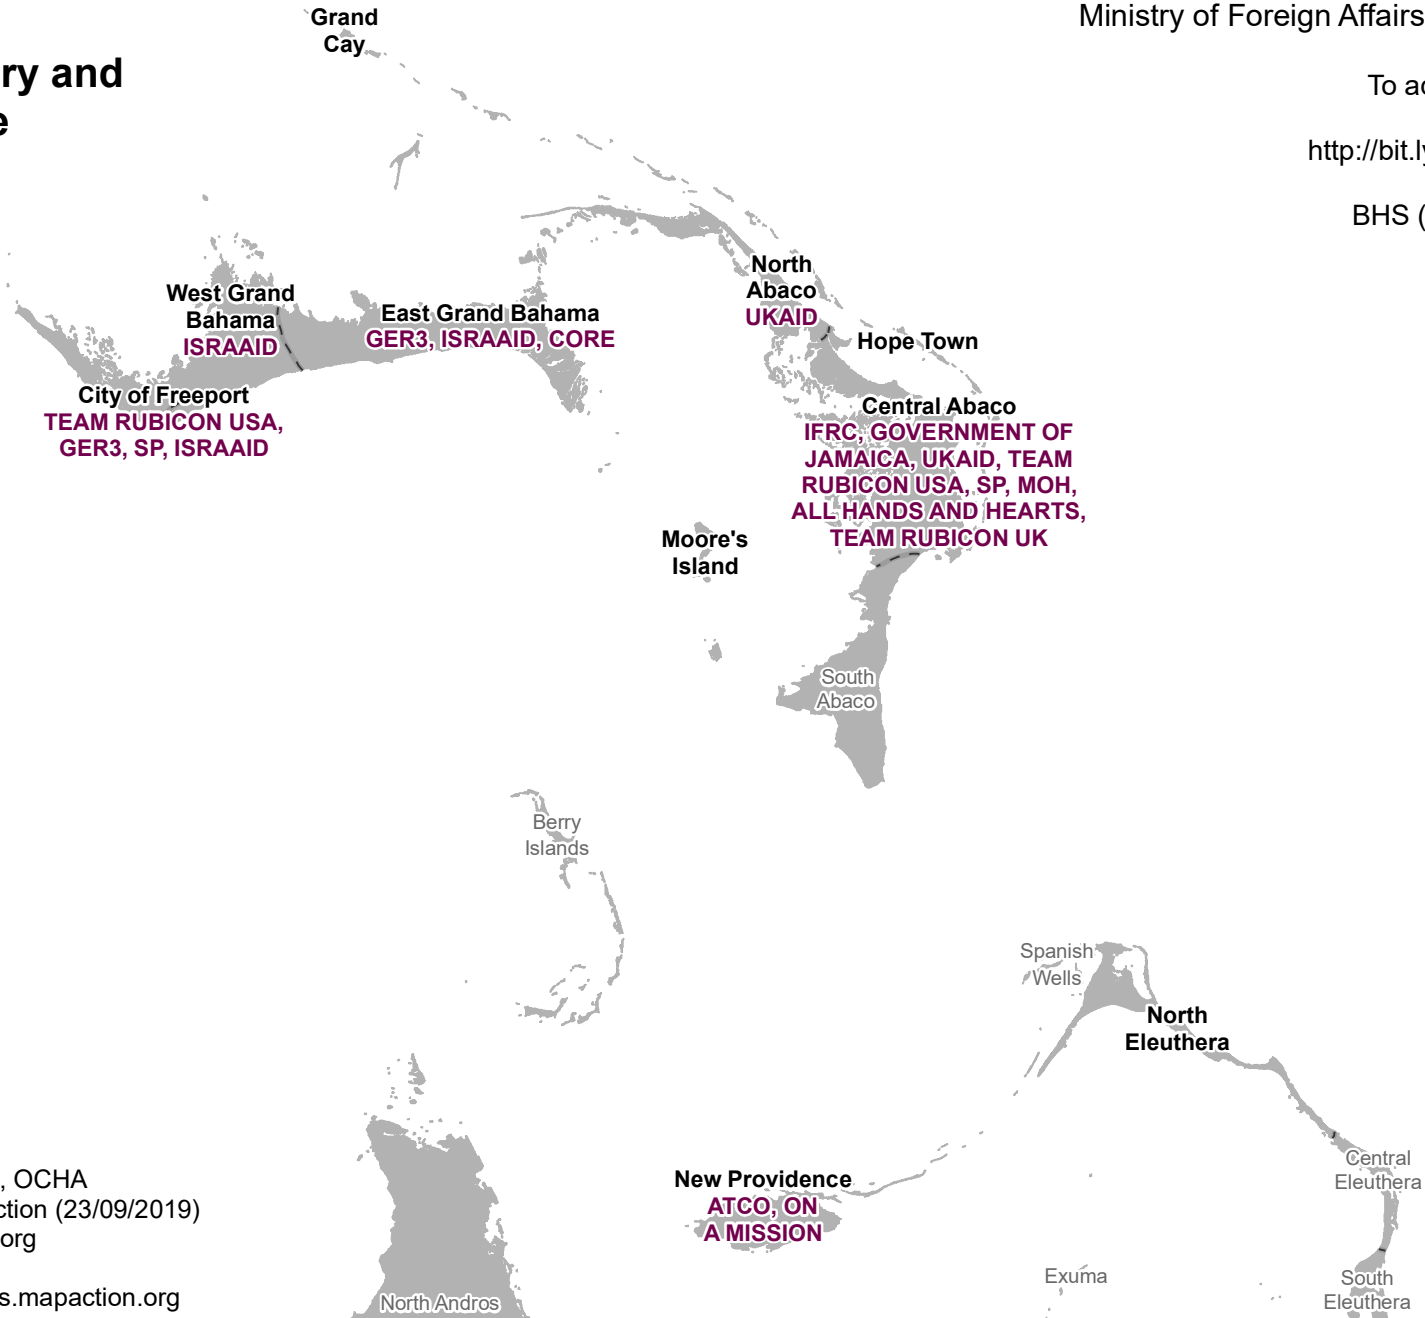 Grand
Cay
Ministry of Foreign Affairs
ry and
e
To ac
http://bit.ly
BHS (
North
Abaco
UKAID
West Grand
Bahama
ISRAAID
East Grand Bahama
GER3, ISRAAID, CORE
Hope Town
City of Freeport
TEAM RUBICON USA,
GER3, SP, ISRAAID
Central Abaco
IFRC, GOVERNMENT OF
JAMAICA, UKAID, TEAM
RUBICON USA, SP, MOH,
ALL HANDS AND HEARTS,
TEAM RUBICON UK
Moore's
Island
South
Abaco
Berry
Islands
Spanish
Wells
North
Eleuthera
Central
Eleuthera
New Providence
ATCO, ON
A MISSION
Exuma
South
Eleuthera
North Andros
, OCHA
ction (23/09/2019)
org
s.mapaction.org